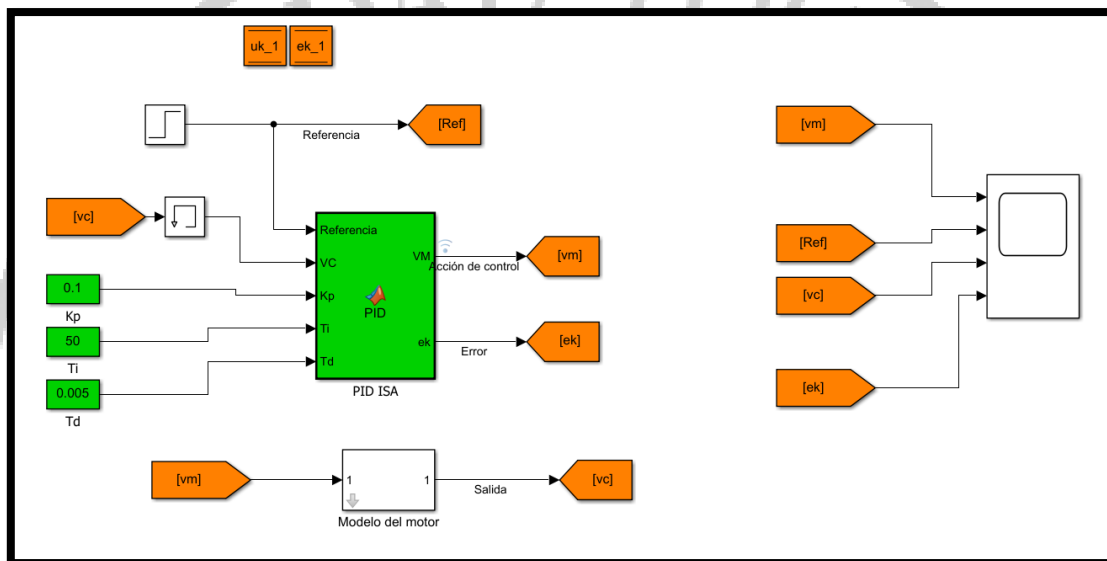 uk_1 ek_1
Referencia
[Ref]
[vc]
0.1
Kp
50
Ti
0.005
Td
Referencia
VC
Kp
Ti
Td
PID
VM
ek
PID ISA
Acción de control
[vm]
Error
[ek]
[vm]
1
1
Modelo del motor
Salida
[vc]
[vm]
[Ref]
[vc]
[ek]